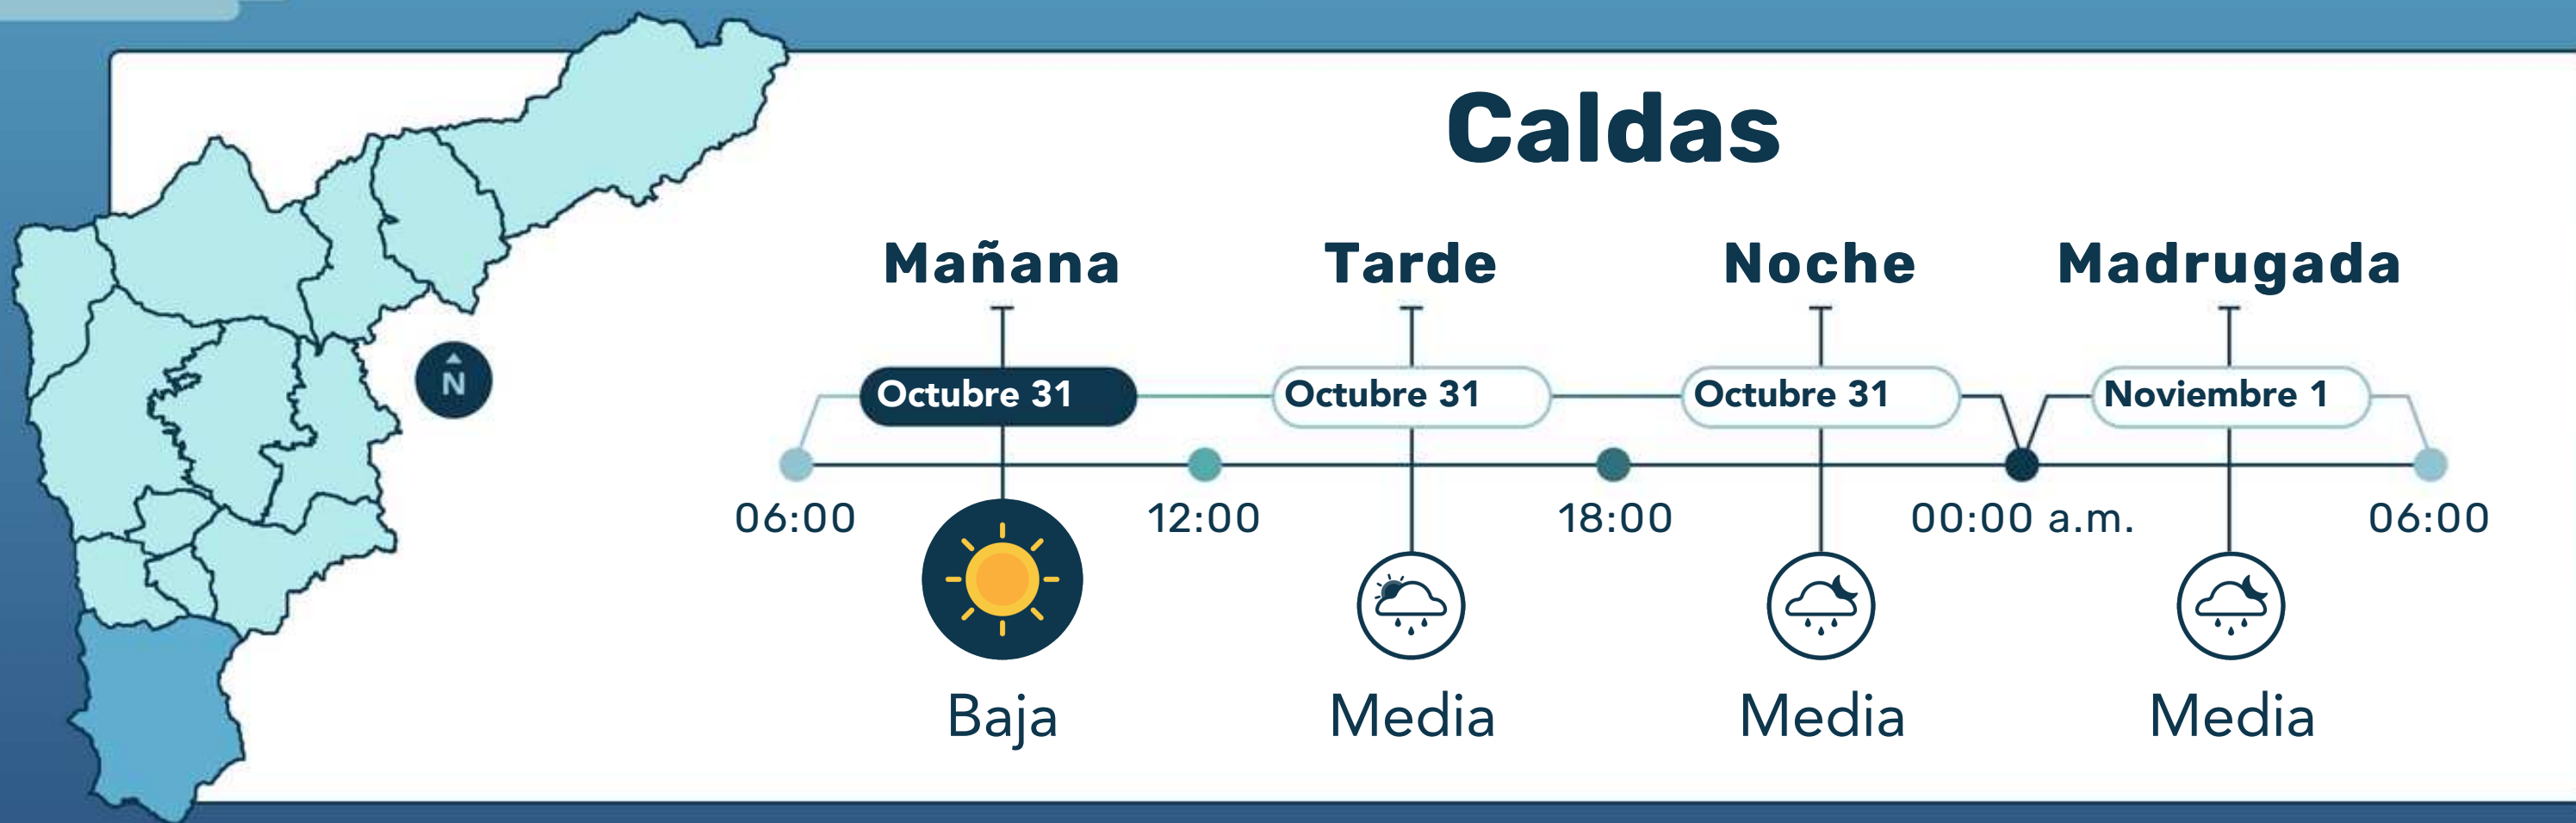 Caldas
Mañana Tarde Noche Madrugada
N
Octubre 31 Octubre 31 Octubre 31 Noviembre 1
06:00 12:00 18:00 00:00 a.m. 06:00
Baja Media Media Media